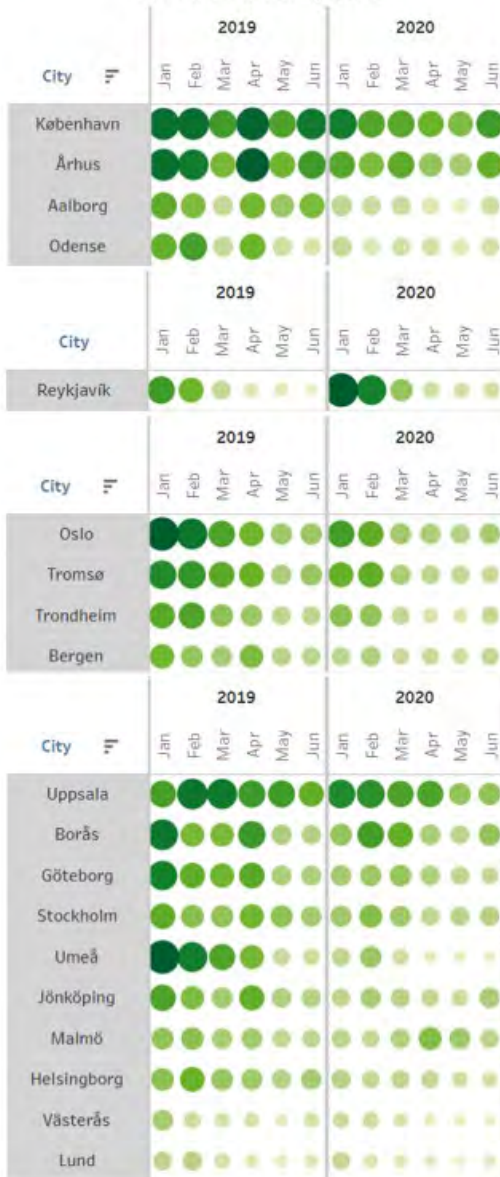 2019 2020
City Jan Feb Mar Apr May Jun Jan Feb Mar Apr May Jun
København
Århus
Aalborg
Odense
2019 2020
City Jan Feb Mar Apr May Jun Jan Feb Mar Apr May Jun
Reykjavík
2019 2020
City Jan Feb Mar Apr May Jun Jan Feb Mar Apr May Jun
Oslo
Tromsø
Trondheim
Bergen
2019 2020
City Jan Feb Mar Apr May Jun Jan Feb Mar Apr May Jun
Uppsala
Borås
Göteborg
Stockholm
Umeå
Jönköping
Malmö
Helsingborg
Västerås
Lund